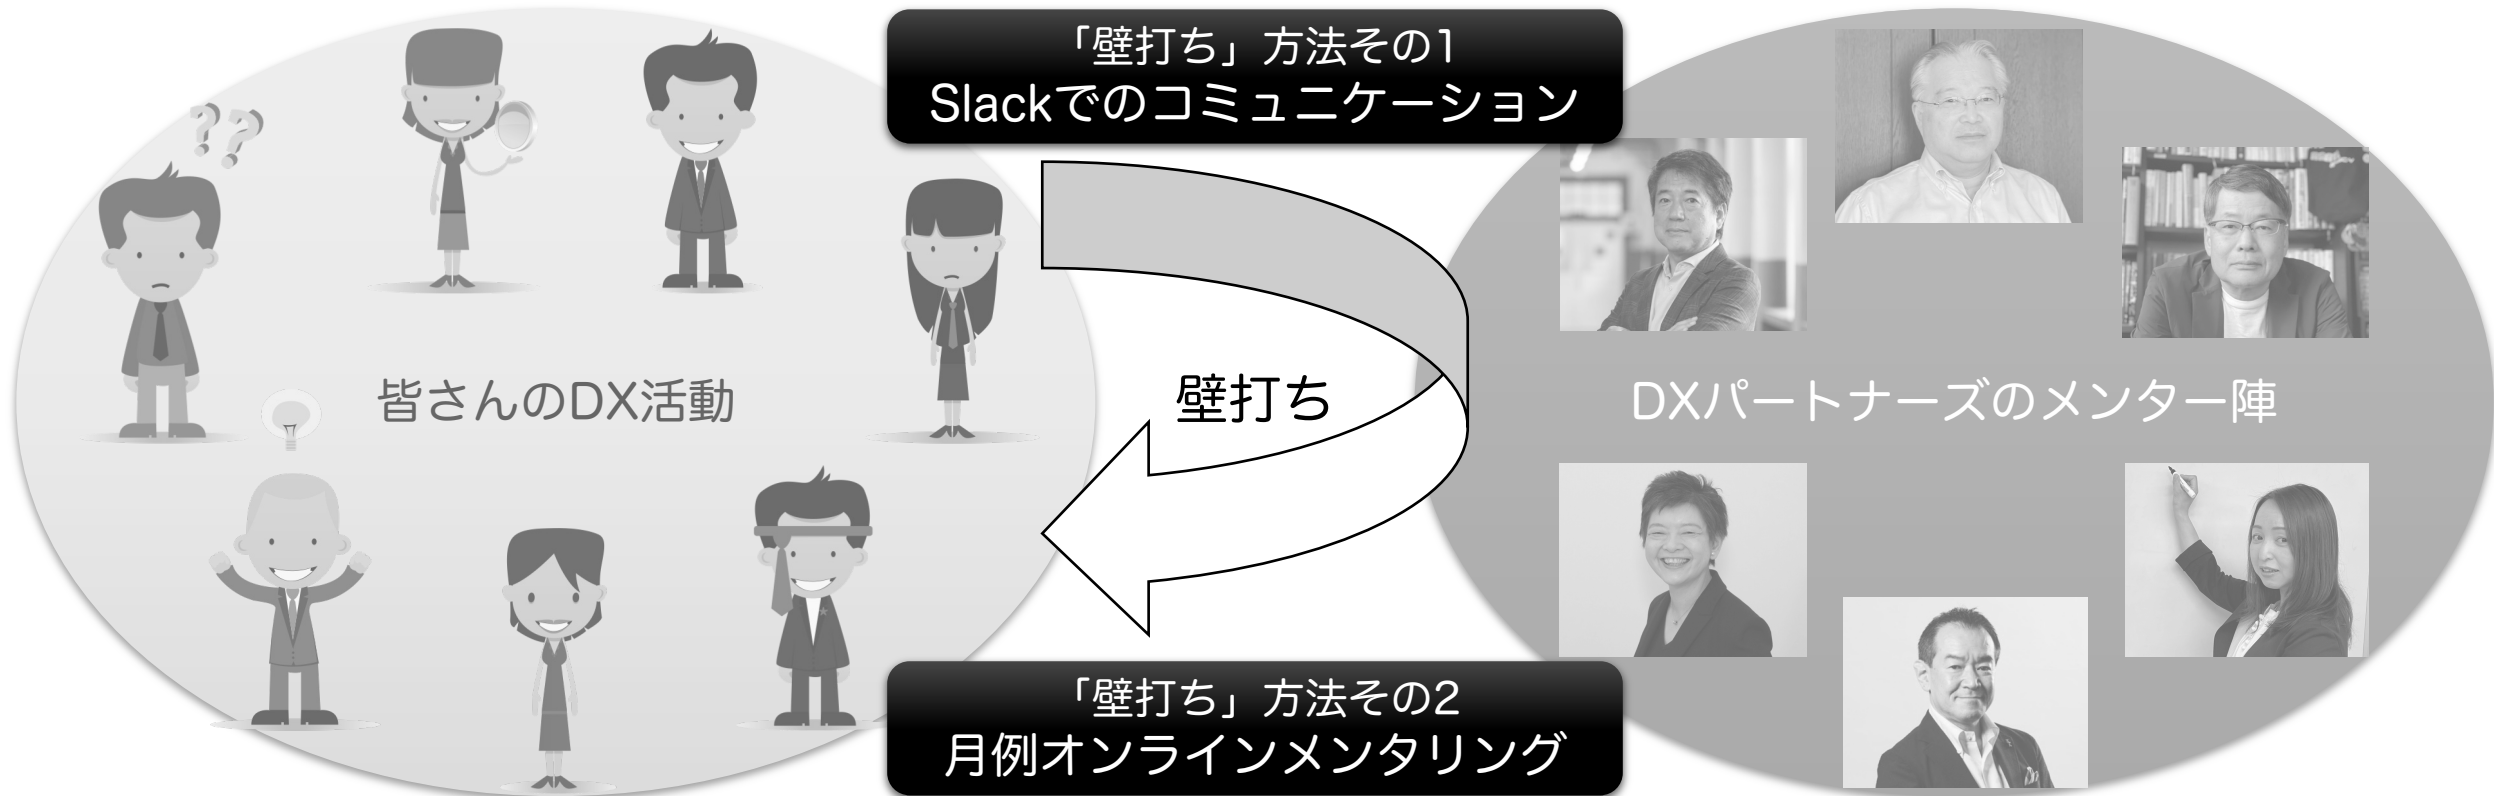 「壁打ち」方法その1
Slackでのコミュニケーション
??
皆さんのDX活動
壁打ち
DXパートナーズのメンター陣
「壁打ち」方法その2
月例オンラインメンタリング